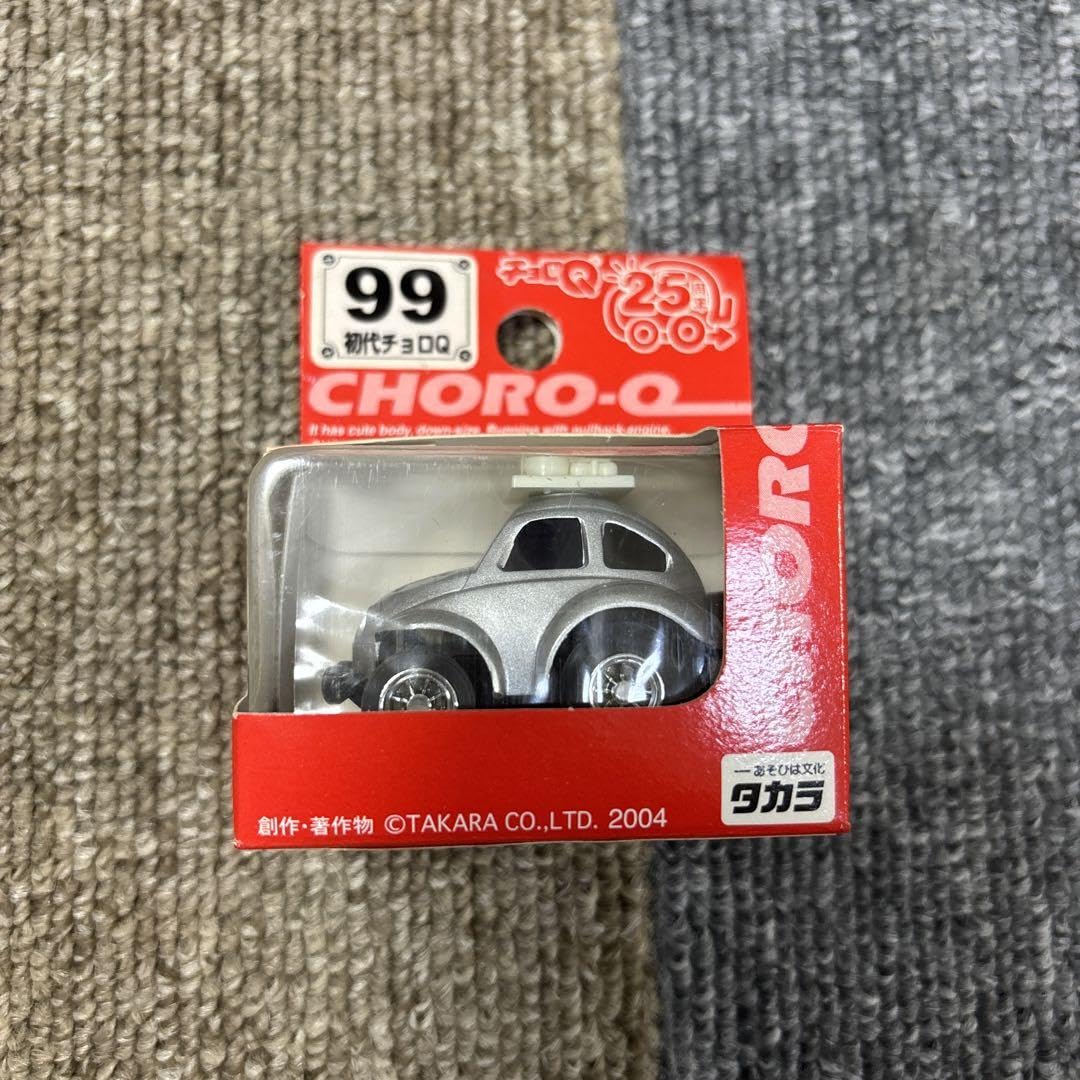 99
初代チョロQ
チョロQ
25
周年
CHORO-Q
It has cute body, down-size. Running with pullback-engine.
CHORO
創作・著作物 ©TAKARA CO.,LTD. 2004
あそびは文化
タカラ